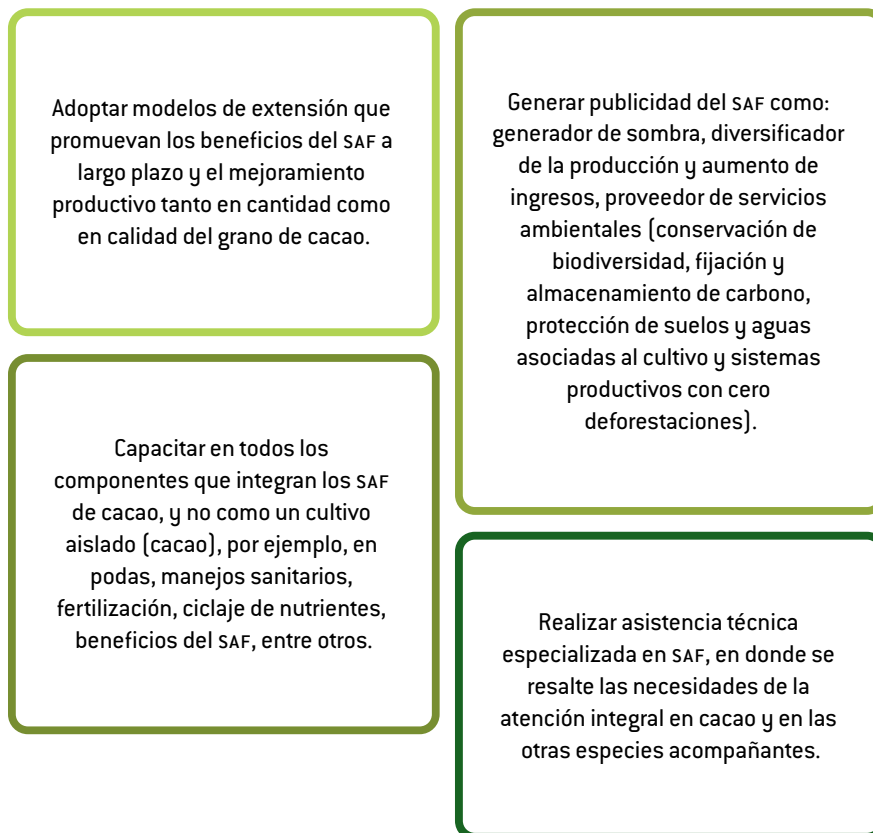 Adoptar modelos de extensión que
promuevan los beneficios del SAF a
largo plazo y el mejoramiento
productivo tanto en cantidad como
en calidad del grano de cacao.
Generar publicidad del SAF como:
generador de sombra, diversificador
de la producción y aumento de
ingresos, proveedor de servicios
ambientales (conservación de
biodiversidad, fijación y
almacenamiento de carbono,
protección de suelos y aguas
asociadas al cultivo y sistemas
productivos con cero
deforestaciones).
Capacitar en todos los
componentes que integran los SAF
de cacao, y no como un cultivo
aislado (cacao), por ejemplo, en
podas, manejos sanitarios,
fertilización, ciclaje de nutrientes,
beneficios del SAF, entre otros.
Realizar asistencia técnica
especializada en SAF, en donde se
resalte las necesidades de la
atención integral en cacao y en las
otras especies acompañantes.